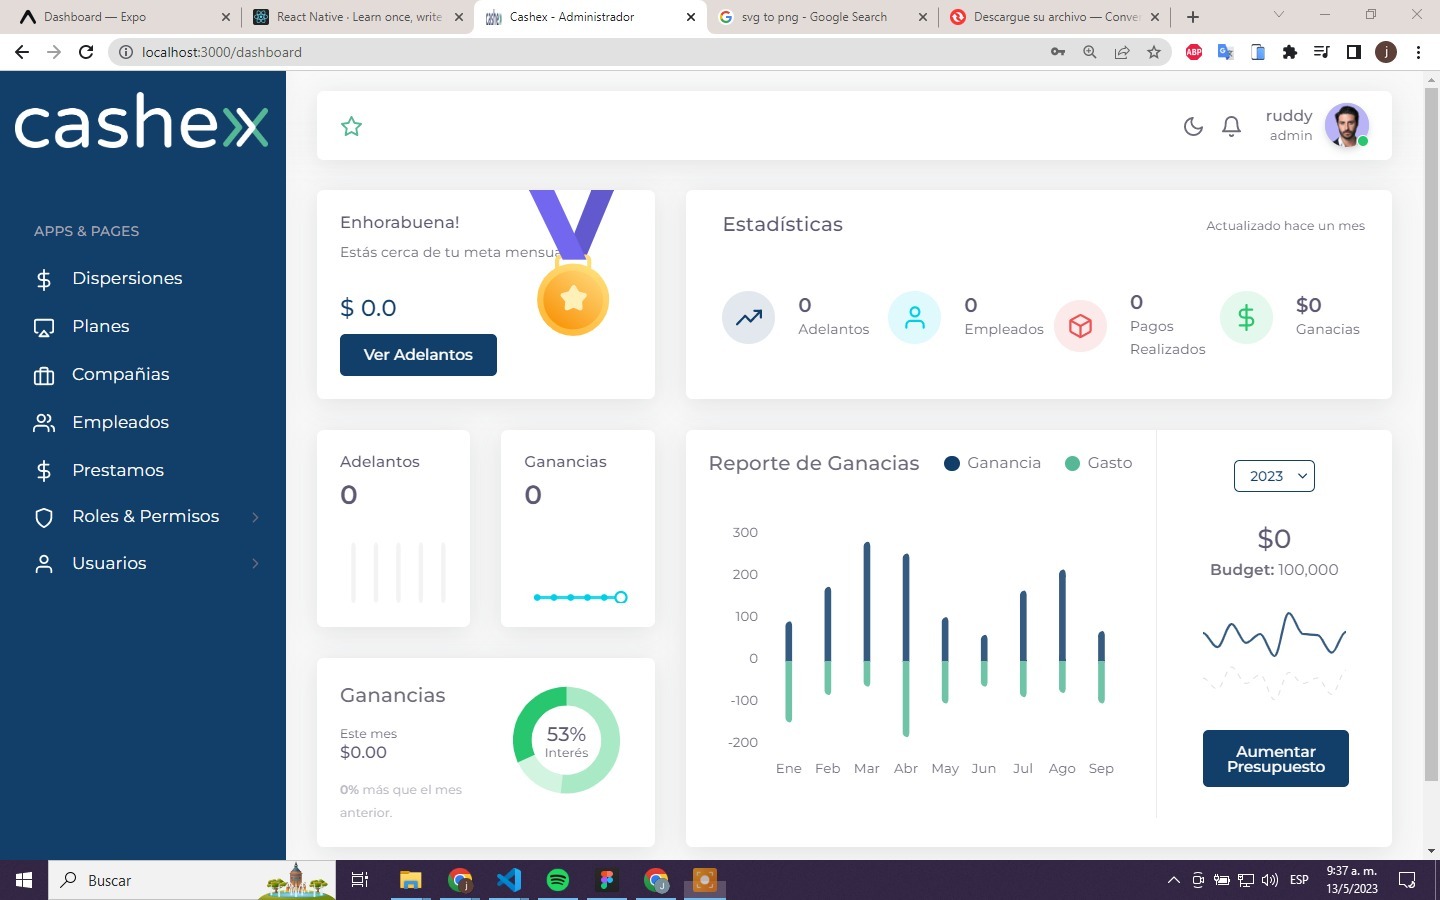 Dashboard — Expo
React Native · Learn once, write
Cashex - Administrador
svg to png - Google Search
Descargue su archivo — Conver
localhost:3000/dashboard
ABP
j
cashex
ruddy
admin
APPS & PAGES
Dispersiones
Planes
Compañias
Empleados
Prestamos
Roles & Permisos
Usuarios
Enhorabuena!
Estás cerca de tu meta mensua
$ 0.0
Ver Adelantos
Estadísticas
Actualizado hace un mes
0
Adelantos
0
Empleados
0
Pagos
Realizados
$0
Ganacias
Adelantos
0
Ganancias
0
Reporte de Ganacias
Ganancia
Gasto
300
200
100
0
-100
-200
Ene Feb Mar Abr May Jun Jul Ago Sep
2023
$0
Budget: 100,000
Aumentar
Presupuesto
Ganancias
Este mes
$0.00
0% más que el mes
anterior.
53%
Interés
Buscar
j
J
ESP
9:37 a. m.
13/5/2023